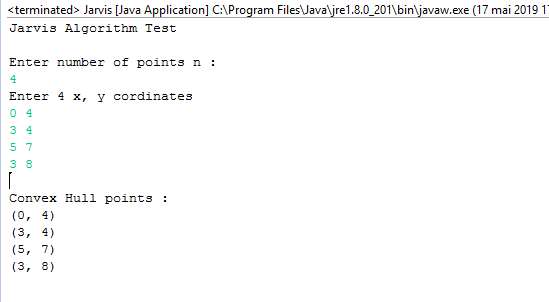 <terminated> Jarvis [Java Application] C:\Program Files\Java\jre1.8.0_201\bin\javaw.exe (17 mai 2019 1
Jarvis Algorithm Test
Enter number of points n :
4
Enter 4 x, y cordinates
0 4
3 4
5 7
3 8
Convex Hull points :
(0, 4)
(3, 4)
(5, 7)
(3, 8)